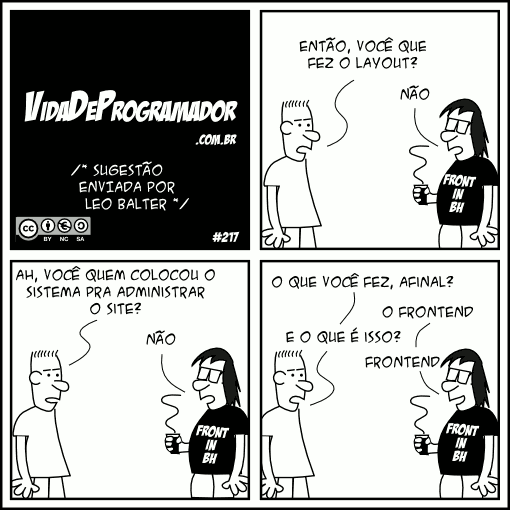 VIDADEPROGRAMADOR
.COM.BR
/* SUGESTÃO
ENVIADA POR
LEO BALTER */
cc
BY NC SA
#217
ENTÃO, VOCÊ QUE
FEZ O LAYOUT?
NÃO
FRONT
IN
BH
AH, VOCÊ QUEM COLOCOU O
SISTEMA PRA ADMINISTRAR
O SITE?
NÃO
FRONT
IN
BH
O QUE VOCÊ FEZ, AFINAL?
O FRONTEND
E O QUE É ISSO?
FRONTEND
FRONT
IN
BH